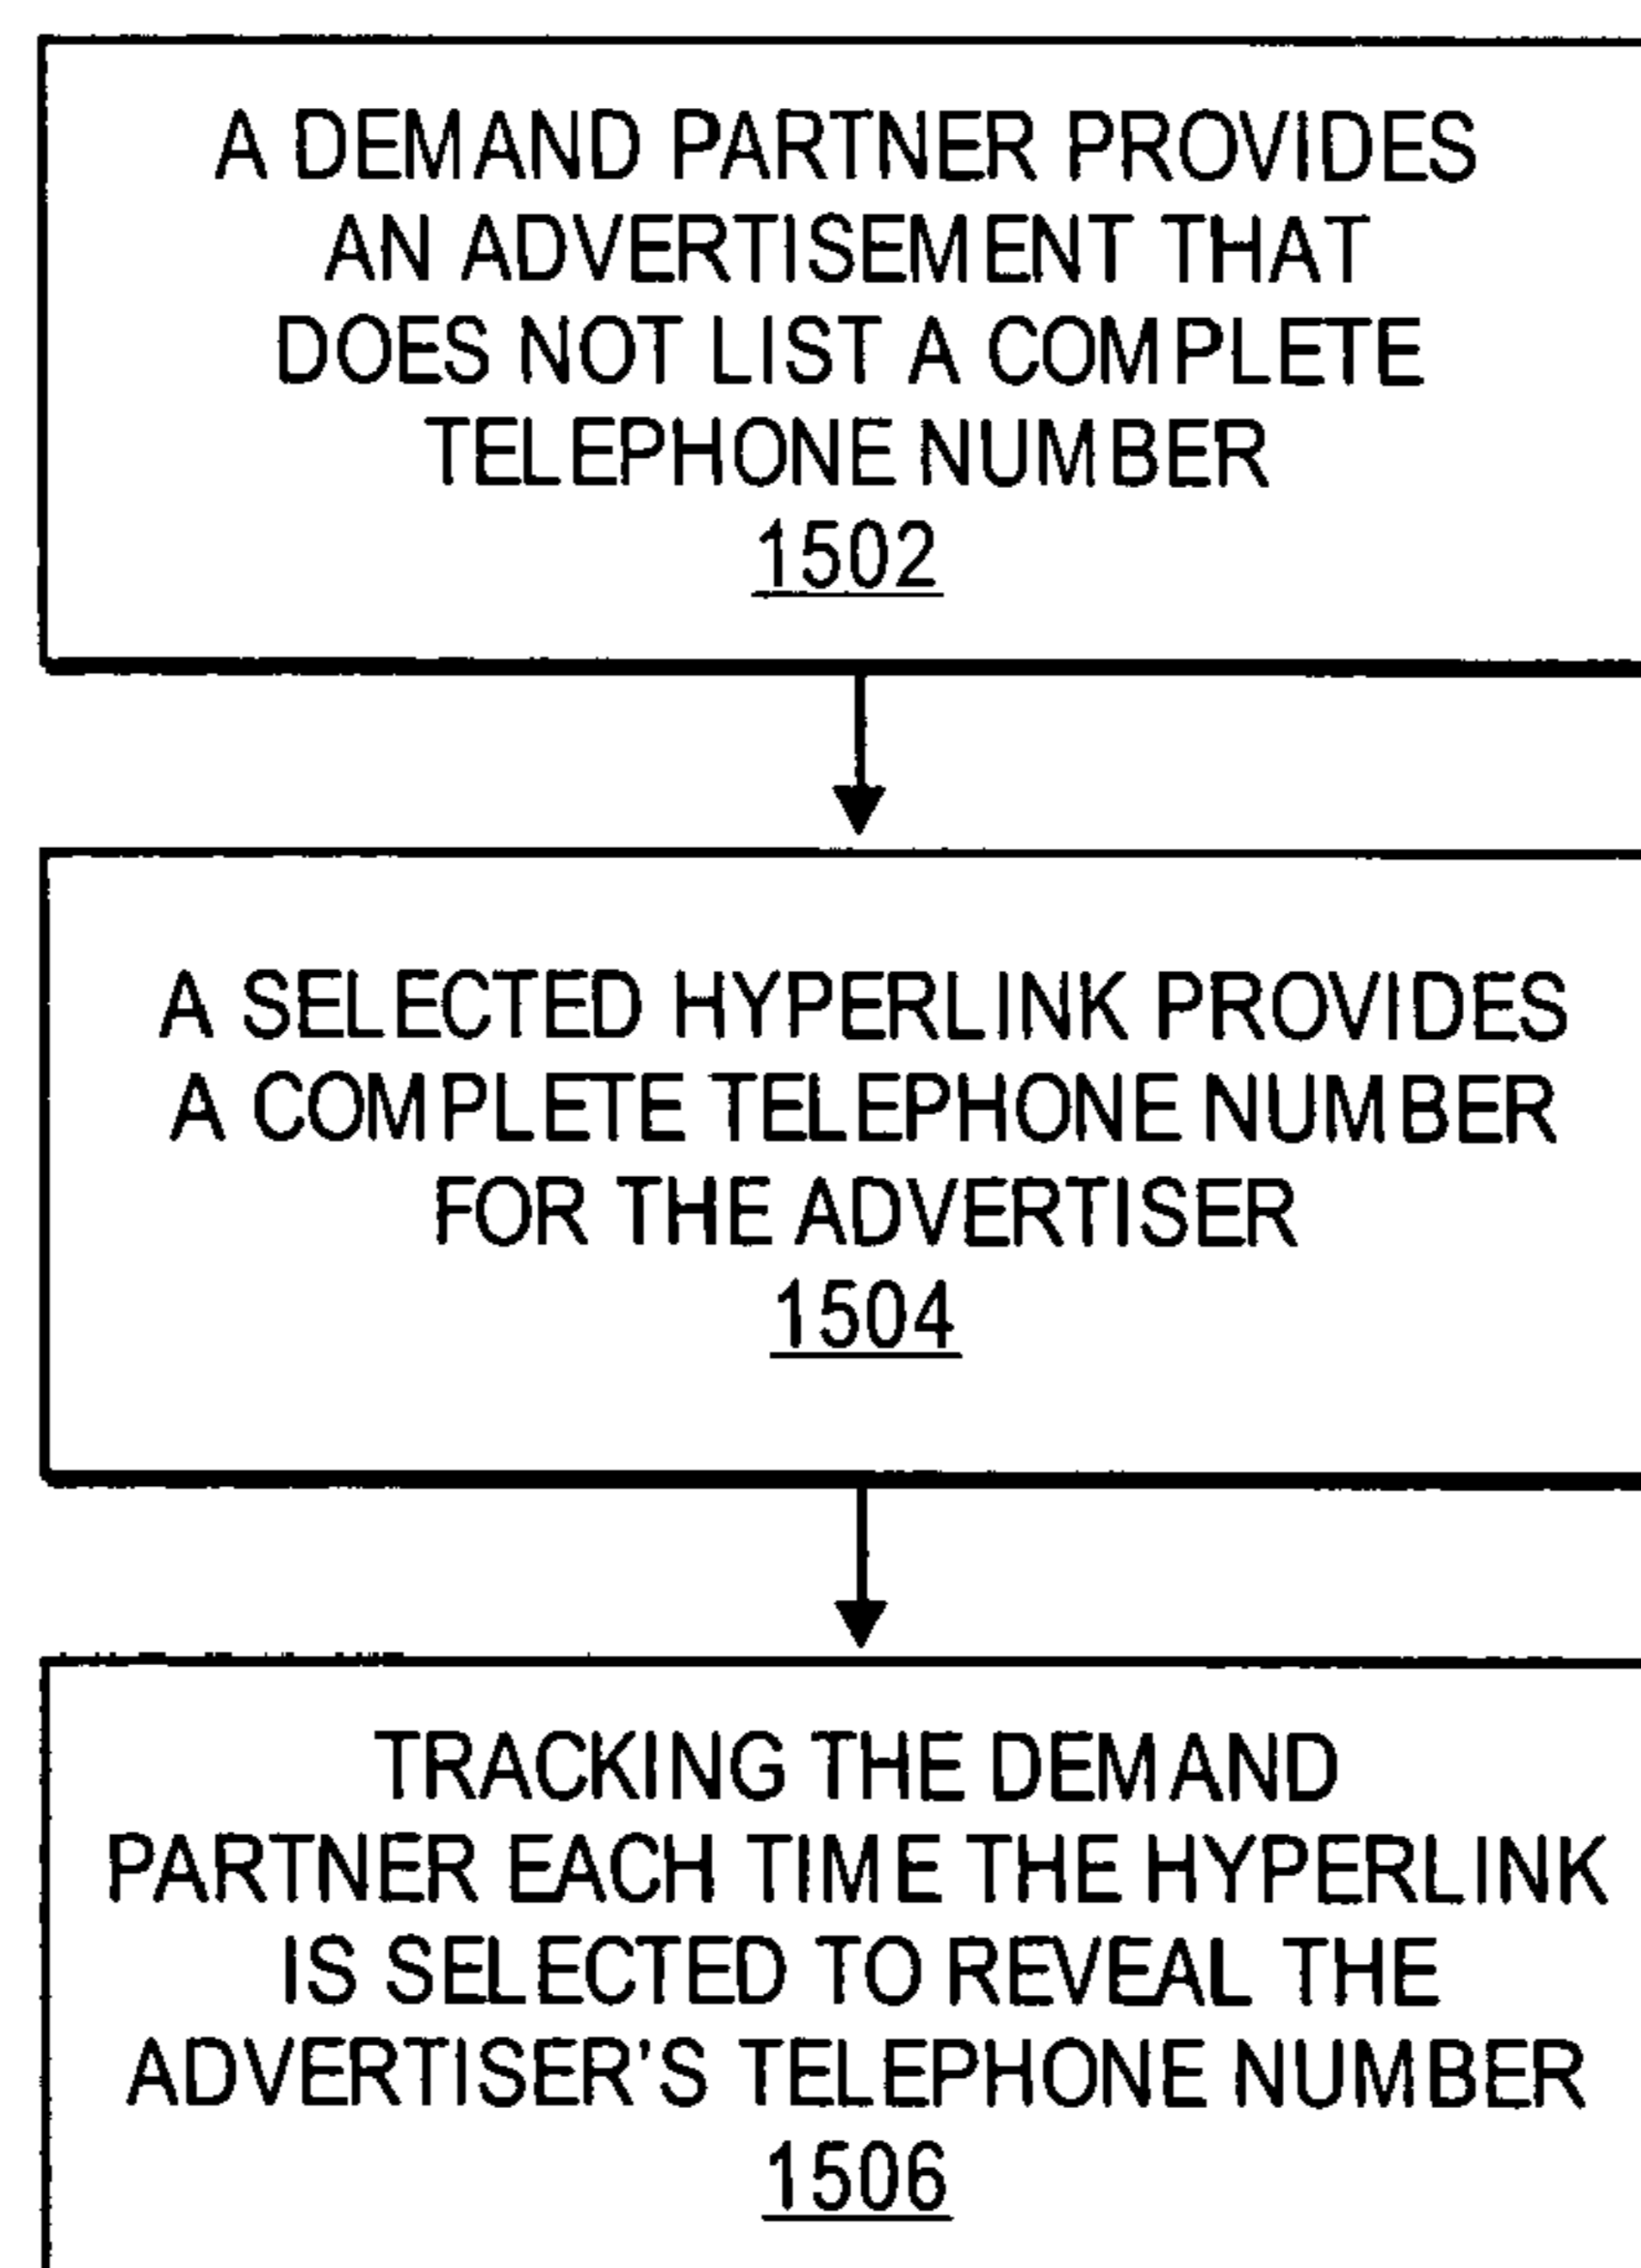 A DEMAND PARTNER PROVIDES
AN ADVERTISEMENT THAT
DOES NOT LIST A COMPLETE
TELEPHONE NUMBER
1502
A SELECTED HYPERLINK PROVIDES
A COMPLETE TELEPHONE NUMBER
FOR THE ADVERTISER
1504
TRACKING THE DEMAND
PARTNER EACH TIME THE HYPERLINK
IS SELECTED TO REVEAL THE
ADVERTISER'S TELEPHONE NUMBER
1506